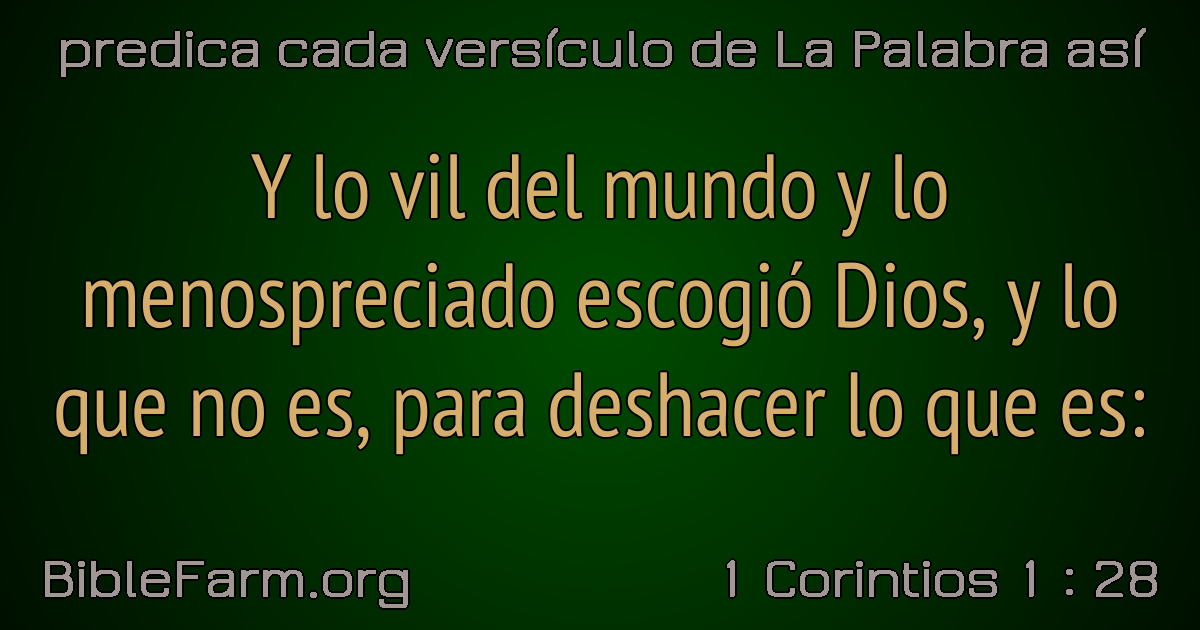 predica cada versículo de La Palabra así
Y lo vil del mundo y lo
menospreciado escogió Dios, y lo
que no es, para deshacer lo que es:
BibleFarm.org
1 Corintios 1 : 28